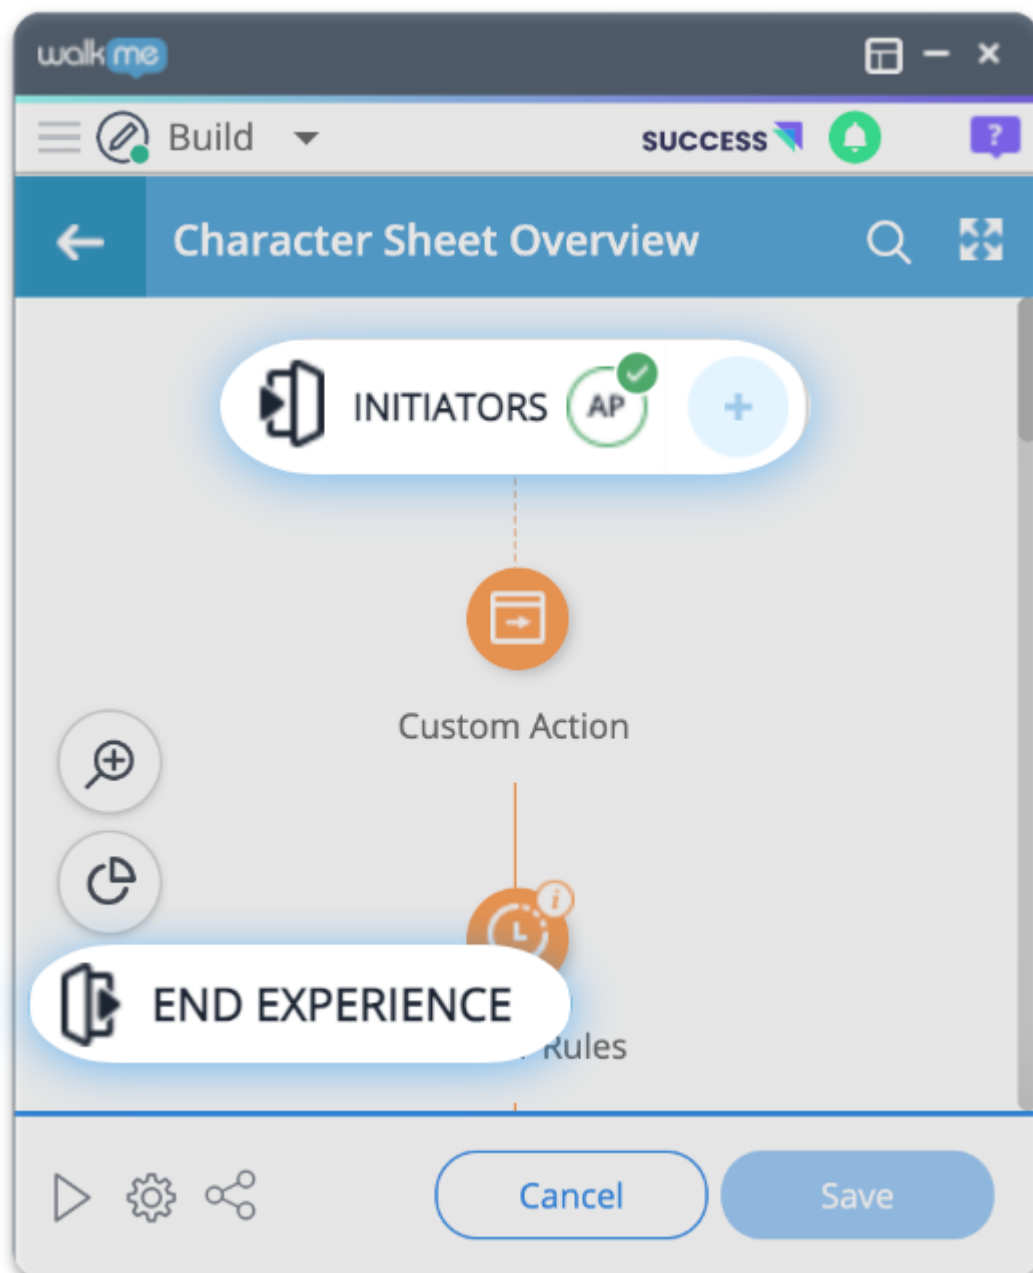 walkme
Build
SUCCESS
?
Character Sheet Overview
INITIATORS AP +
Custom Action
i
END EXPERIENCE
Rules
Cancel
Save